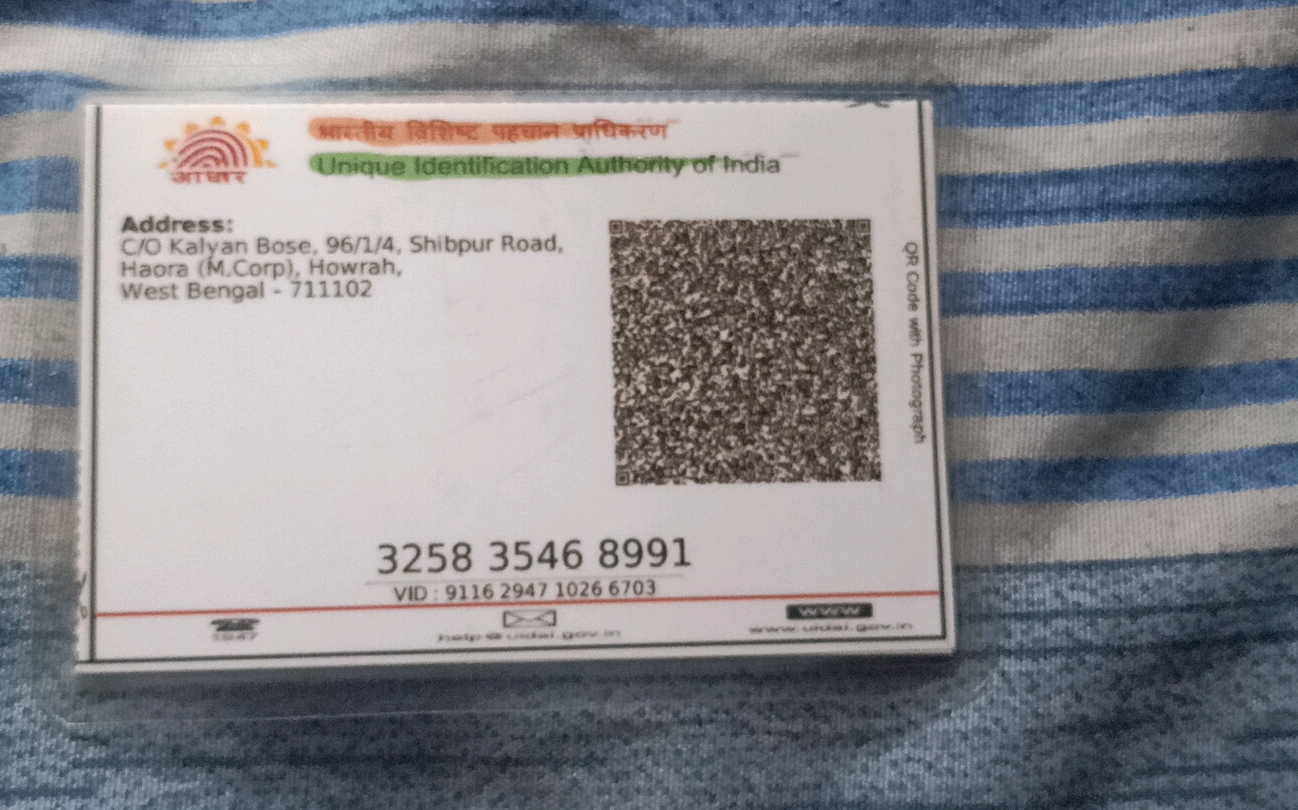 आधार
भारतीय विशिष्ट पहचान प्राधिकरण
Unique Identification Authority of India
Address:
C/O Kalyan Bose, 96/1/4, Shibpur Road,
Haora (M.Corp), Howrah,
West Bengal - 711102
QR Code with Photograph
3258 3546 8991
VID : 9116 2947 1026 6703
1947
help@uidai.gov.in
www
www.uidai.gov.in